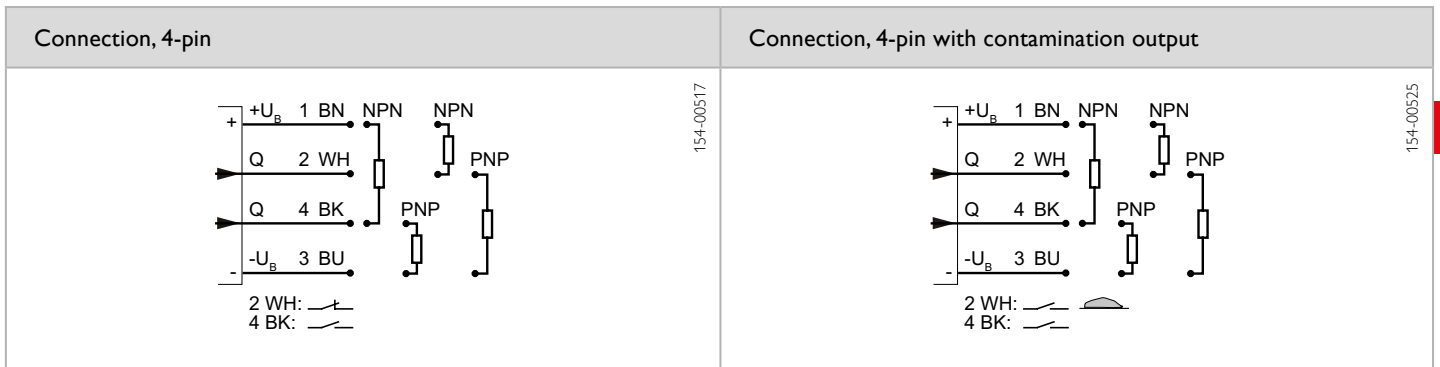 Connection, 4-pin
+U_B 1 BN NPN NPN
+
Q 2 WH PNP
Q 4 BK PNP
-U_B 3 BU
-
2 WH:
4 BK:
154-00517
Connection, 4-pin with contamination output
+U_B 1 BN NPN NPN
+
Q 2 WH PNP
Q 4 BK PNP
-U_B 3 BU
-
2 WH:
4 BK:
154-00525